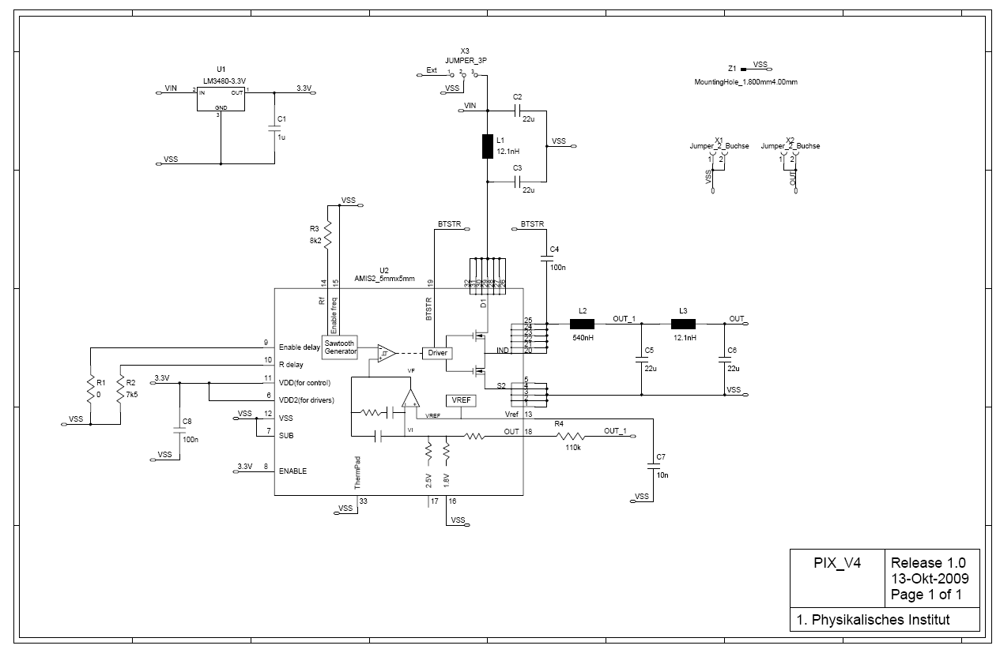 X3
JUMPER_3P
Ext
1 2 3
VSS
U1
LM3480-3.3V
VIN
2
IN
OUT
1
3.3V
GND
3
C1
1u
VSS
Z1
VSS
MountingHole_1.800mm4.00mm
VIN
C2
22u
L1
12.1nH
VSS
C3
22u
X1
Jumper_2_Buchse
1 2
VSS
X2
Jumper_2_Buchse
1 2
OUT
VSS
R3
8k2
BTSTR
BTSTR
C4
100n
U2
AMIS2_5mmx5mm
14
15
19
32
31
30
29
28
27
26
Rf
Enable freq
BTSTR
D1
25
24
23
22
21
20
IND
L2
540nH
OUT_1
L3
12.1nH
OUT
C5
22u
C6
22u
VSS
9
Enable delay
Sawtooth
Generator
Driver
10
R delay
R1
0
R2
7k5
VSS
3.3V
11
VDD(for control)
6
VDD2(for drivers)
VSS
12
VSS
7
SUB
C8
100n
VSS
3.3V
8
ENABLE
VF
5
4
3
2
1
S2
VREF
VREF
Vref
13
VI
OUT
18
R4
110k
OUT_1
C7
10n
VSS
ThermPad
2.5V
1.8V
33
VSS
17
16
VSS
PIX_V4
Release 1.0
13-Okt-2009
Page 1 of 1
1. Physikalisches Institut